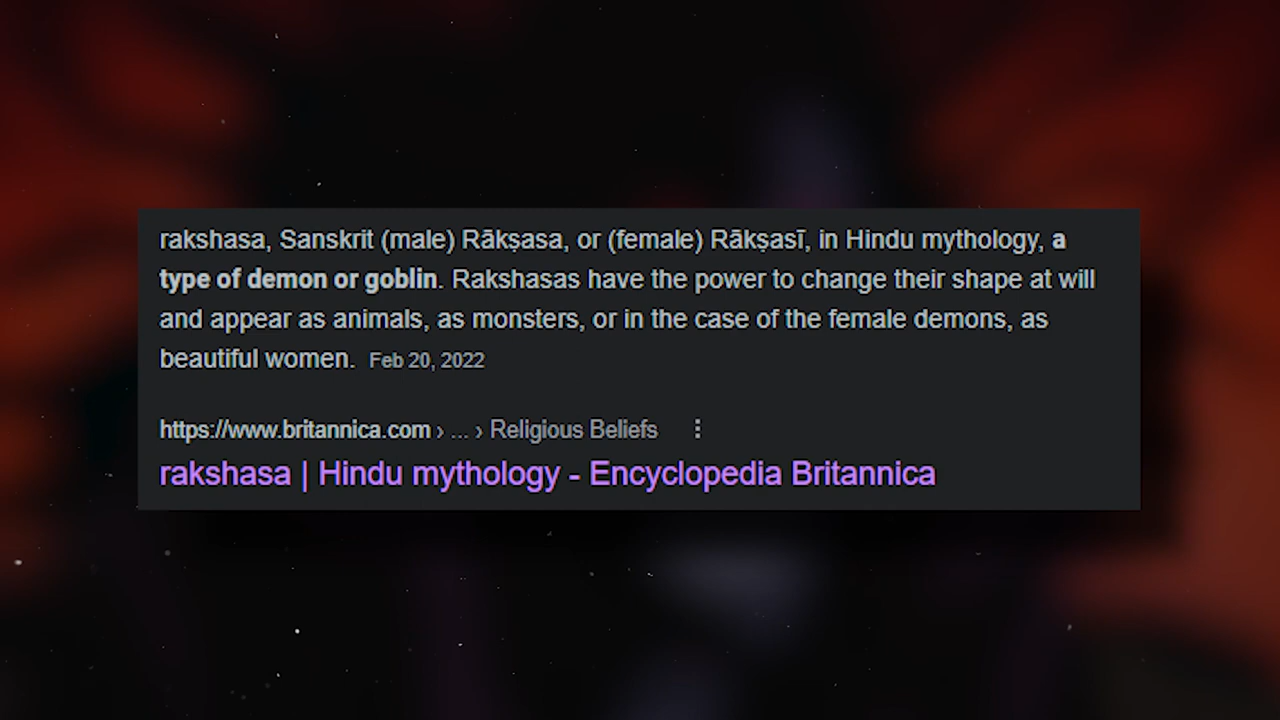 rakshasa, Sanskrit (male) Rākṣasa, or (female) Rākṣasī, in Hindu mythology, a
type of demon or goblin. Rakshasas have the power to change their shape at will
and appear as animals, as monsters, or in the case of the female demons, as
beautiful women. Feb 20, 2022
https://www.britannica.com › ... › Religious Beliefs
rakshasa | Hindu mythology - Encyclopedia Britannica